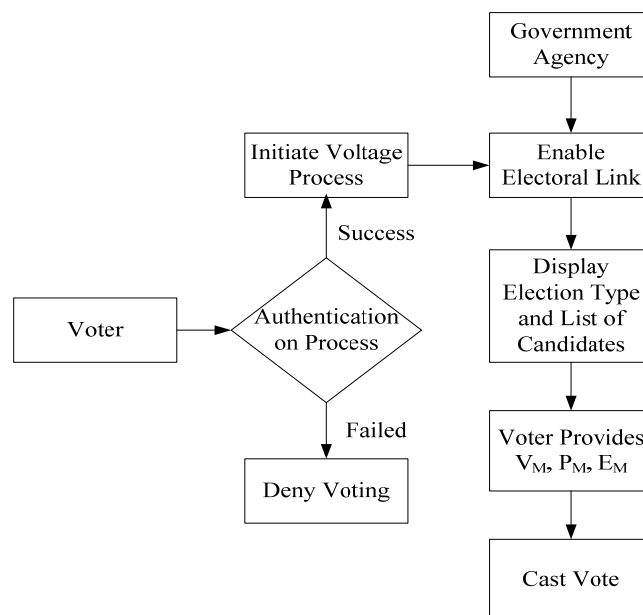 Government
Agency
Initiate Voltage
Process
Enable
Electoral Link
Success
Display
Election Type
and List of
Candidates
Voter
Authentication
on Process
Failed
Voter Provides
V_M, P_M, E_M
Deny Voting
Cast Vote